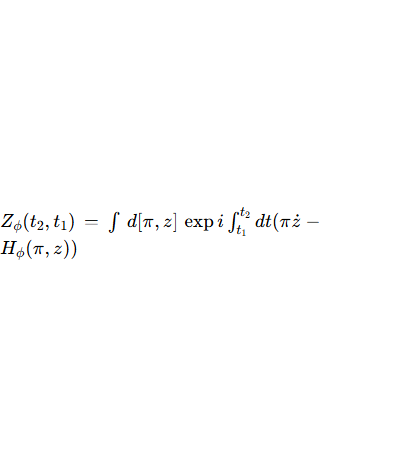 Z_ϕ(t_2, t_1) = ∫ d[π, z] exp i ∫_{t_1}^{t_2} dt(πż −
H_ϕ(π, z))